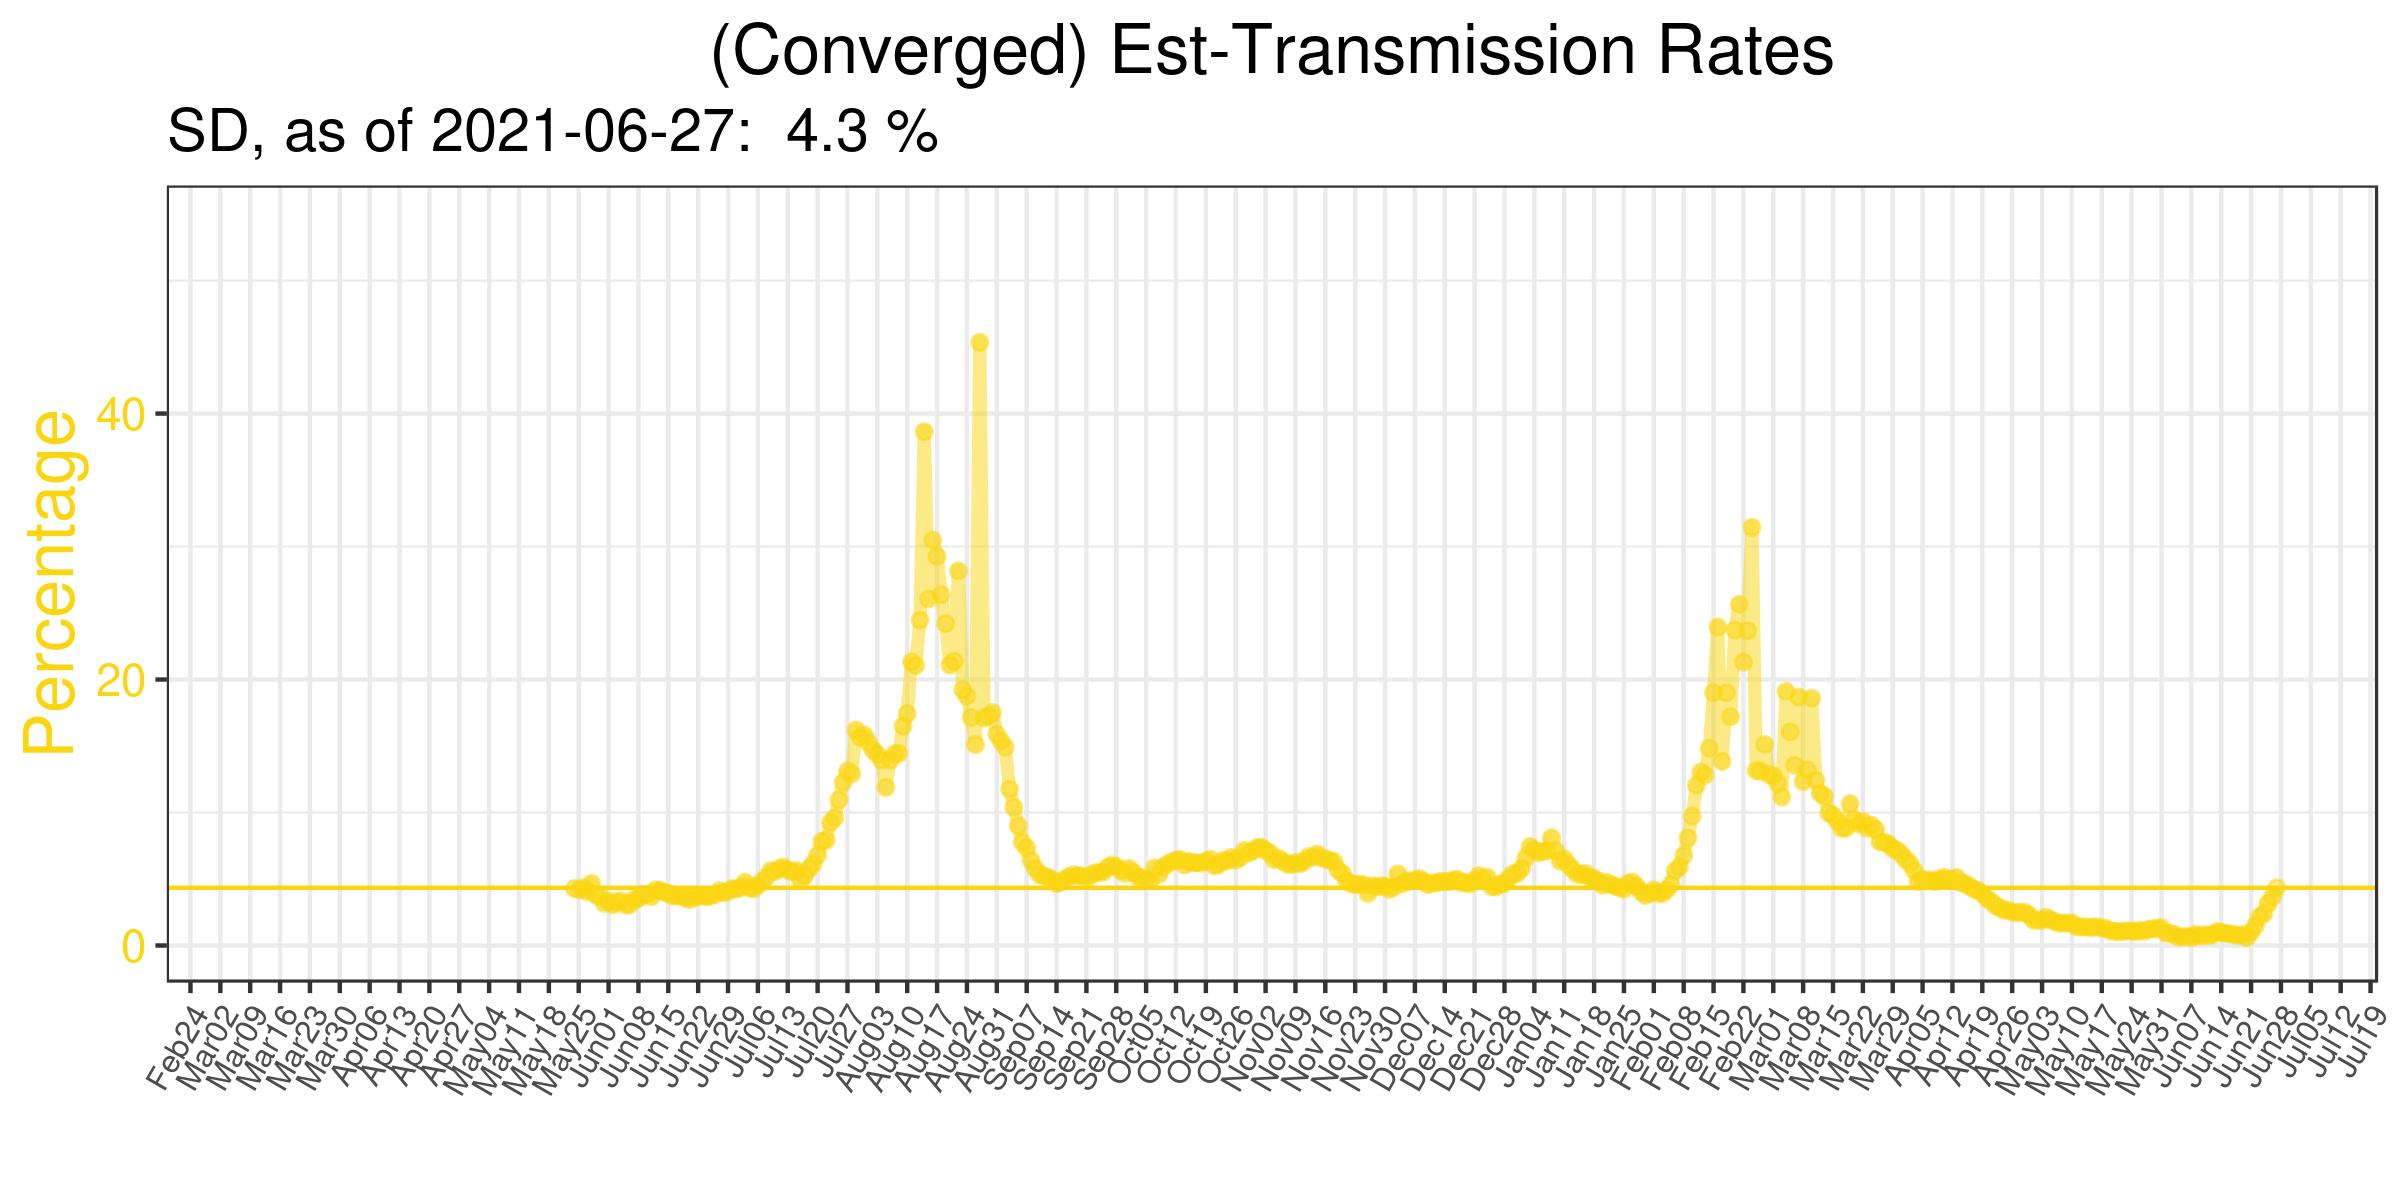 (Converged) Est-Transmission Rates
SD, as of 2021-06-27: 4.3 %
Percentage
40
20
0
Feb24
Mar02
Mar09
Mar16
Mar23
Mar30
Apr06
Apr13
Apr20
Apr27
May04
May11
May18
May25
Jun01
Jun08
Jun15
Jun22
Jun29
Jul06
Jul13
Jul20
Jul27
Aug03
Aug10
Aug17
Aug24
Aug31
Sep07
Sep14
Sep21
Sep28
Oct05
Oct12
Oct19
Oct26
Nov02
Nov09
Nov16
Nov23
Nov30
Dec07
Dec14
Dec21
Dec28
Jan04
Jan11
Jan18
Jan25
Feb01
Feb08
Feb15
Feb22
Mar01
Mar08
Mar15
Mar22
Mar29
Apr05
Apr12
Apr19
Apr26
May03
May10
May17
May24
May31
Jun07
Jun14
Jun21
Jun28
Jul05
Jul12
Jul19